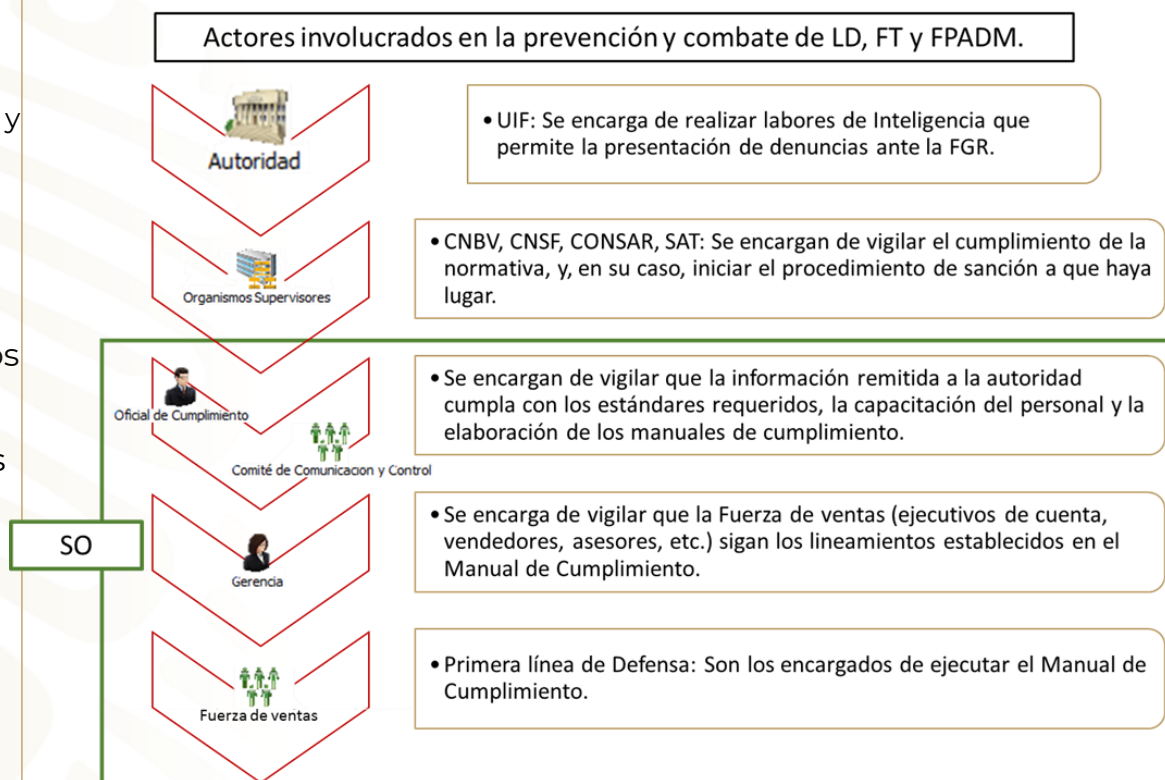 Actores involucrados en la prevención y combate de LD, FT y FPADM.
y
os
s
Autoridad
• UIF: Se encarga de realizar labores de Inteligencia que
permite la presentación de denuncias ante la FGR.
Organismos Supervisores
• CNBV, CNSF, CONSAR, SAT: Se encargan de vigilar el cumplimiento de la
normativa, y, en su caso, iniciar el procedimiento de sanción a que haya
lugar.
Oficial de Cumplimiento
Comité de Comunicacion y Control
• Se encargan de vigilar que la información remitida a la autoridad
cumpla con los estándares requeridos, la capacitación del personal y la
elaboración de los manuales de cumplimiento.
SO
Gerencia
• Se encarga de vigilar que la Fuerza de ventas (ejecutivos de cuenta,
vendedores, asesores, etc.) sigan los lineamientos establecidos en el
Manual de Cumplimiento.
Fuerza de ventas
• Primera línea de Defensa: Son los encargados de ejecutar el Manual de
Cumplimiento.